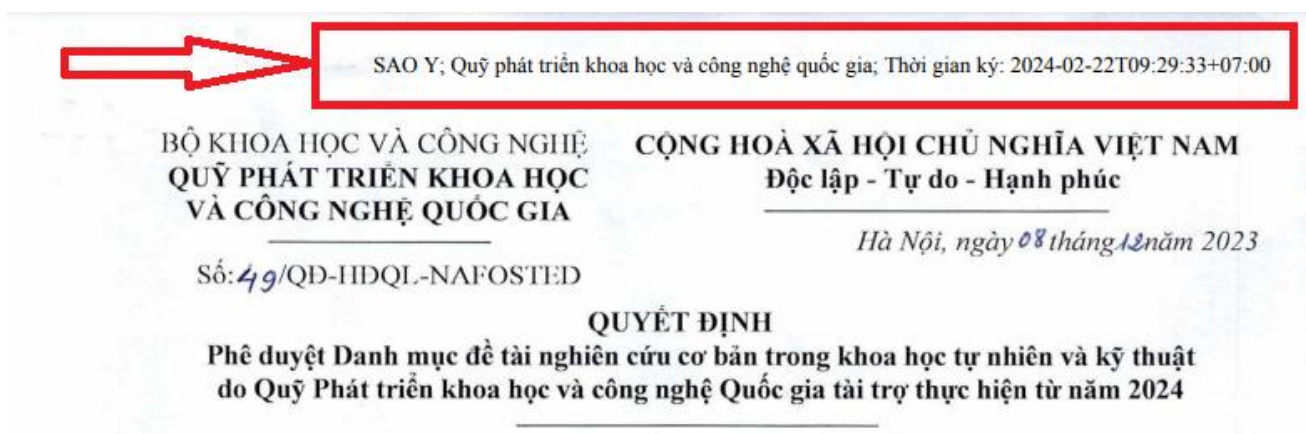 SAO Y; Quỹ phát triển khoa học và công nghệ quốc gia; Thời gian ký: 2024-02-22T09:29:33+07:00
BỘ KHOA HỌC VÀ CÔNG NGHỆ
QUỸ PHÁT TRIỂN KHOA HỌC
VÀ CÔNG NGHỆ QUỐC GIA
Số: 49/QĐ-HĐQL-NAFOSTED
CỘNG HOÀ XÃ HỘI CHỦ NGHĨA VIỆT NAM
Độc lập - Tự do - Hạnh phúc
Hà Nội, ngày 08 tháng 12 năm 2023
QUYẾT ĐỊNH
Phê duyệt Danh mục đề tài nghiên cứu cơ bản trong khoa học tự nhiên và kỹ thuật
do Quỹ Phát triển khoa học và công nghệ Quốc gia tài trợ thực hiện từ năm 2024